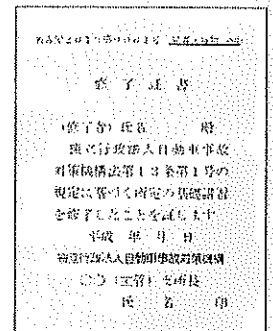 修了証書
(修了者) 氏名 殿
独立行政法人自動車事故
対策機構法第13条第1号の
規定に基づく所定の基礎講習
を修了したことを証します
平成 年 月 日
独立行政法人自動車事故対策機構
〇〇(主管)支所長
氏 名 印